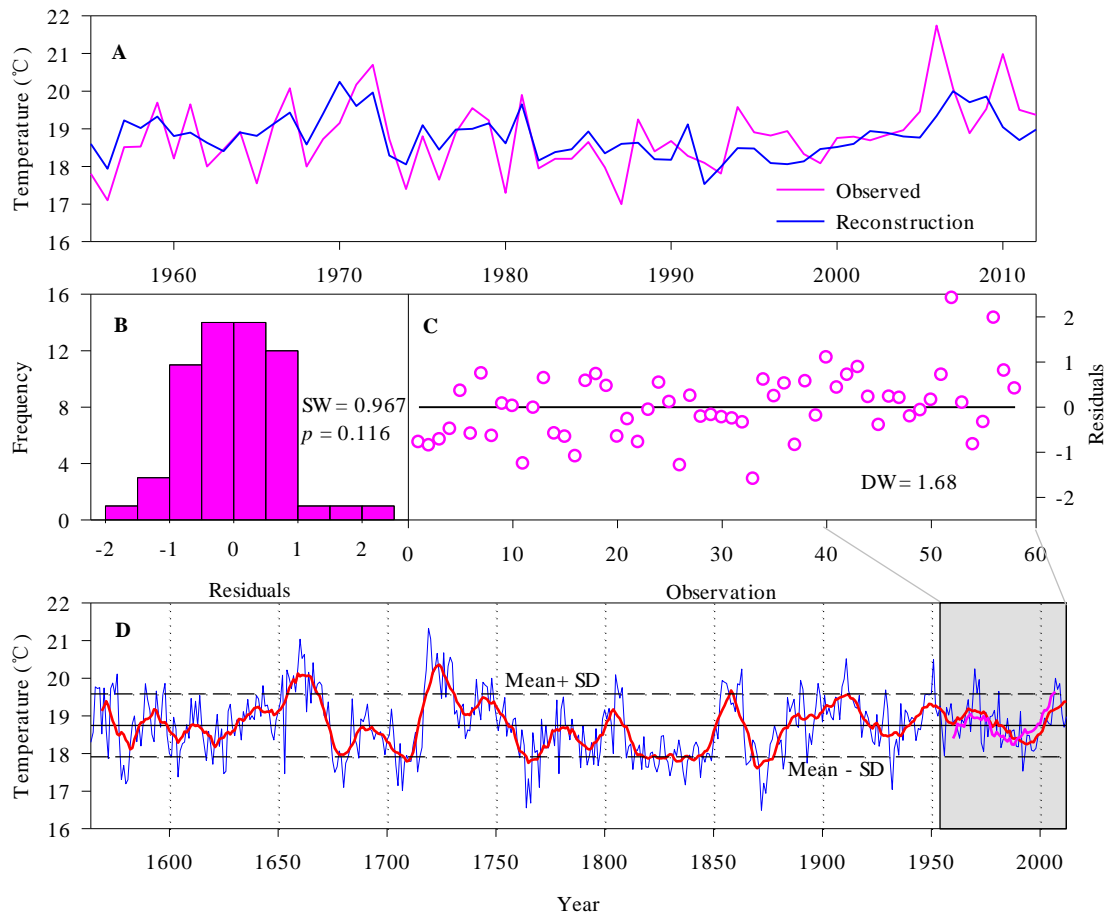 A
Temperature (℃)
22
21
20
19
18
17
16
Observed
Reconstruction
1960
1970
1980
1990
2000
2010
B
Frequency
16
12
8
4
0
SW = 0.967
p = 0.116
-2
-1
0
1
2
Residuals
C
DW = 1.68
Residuals
2
1
0
-1
-2
0
10
20
30
40
50
60
Observation
D
Temperature (℃)
22
21
20
19
18
17
16
Mean+ SD
Mean - SD
1600
1650
1700
1750
1800
1850
1900
1950
2000
Year